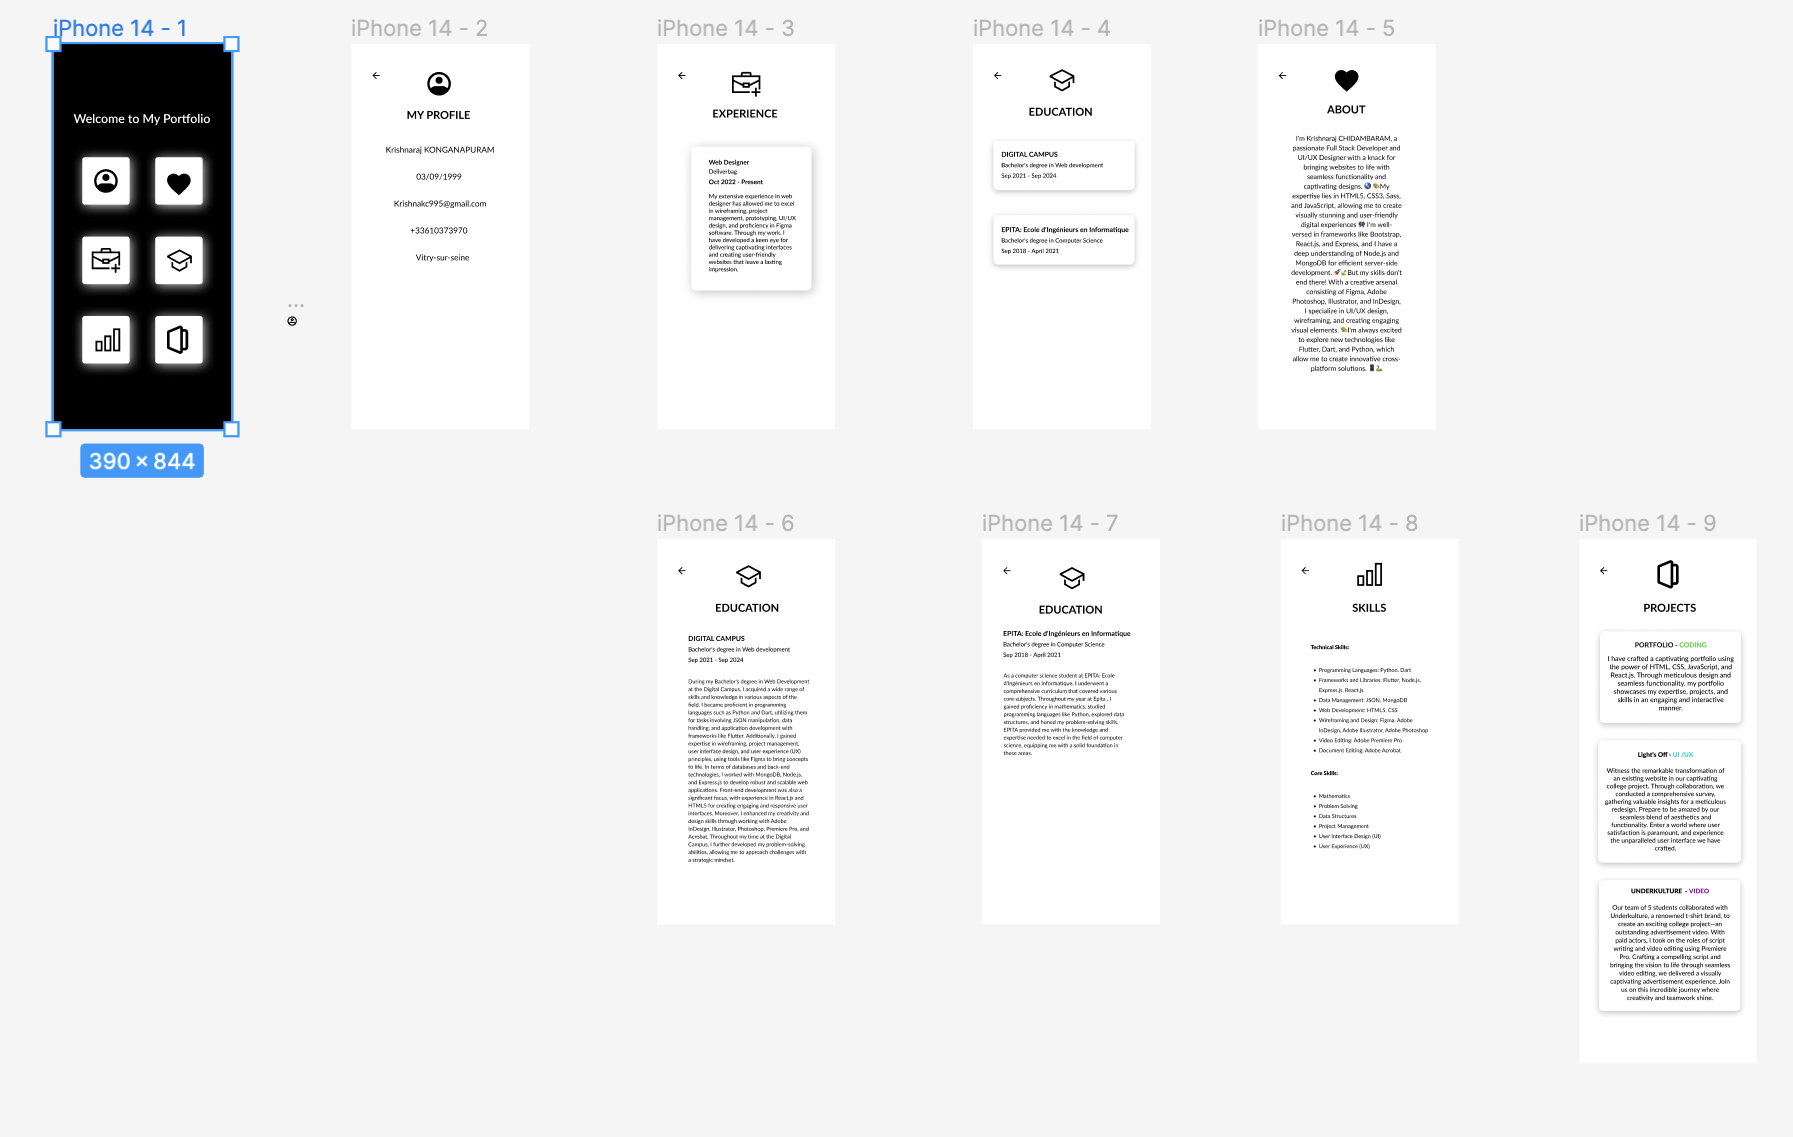 iPhone 14 - 1
Welcome to My Portfolio
390 × 844
iPhone 14 - 2
MY PROFILE
Krishnaraj KONGANAPURAM
03/09/1999
Krishnakc995@gmail.com
+33610373970
Vitry-sur-seine
iPhone 14 - 3
EXPERIENCE
Web Designer
Deliverbag
Oct 2022 - Present
My extensive experience in web
designer has allowed me to excel
in wireframing, project
management, prototyping, UI/UX
design, and proficiency in Figma
software. Through my work, I
have developed a keen eye for
delivering captivating interfaces
and creating user-friendly
websites that leave a lasting
impression.
iPhone 14 - 4
EDUCATION
DIGITAL CAMPUS
Bachelor's degree in Web development
Sep 2021 - Sep 2024
EPITA: Ecole d'Ingénieurs en Informatique
Bachelor's degree in Computer Science
Sep 2018 - April 2021
iPhone 14 - 5
ABOUT
I'm Krishnaraj CHIDAMBARAM, a
passionate Full Stack Developer and
UI/UX Designer with a knack for
bringing websites to life with
seamless functionality and
captivating designs. My
expertise lies in HTML5, CSS3, Sass,
and JavaScript, allowing me to create
visually stunning and user-friendly
digital experiences I'm well-
versed in frameworks like Bootstrap,
React.js, and Express, and I have a
deep understanding of Node.js and
MongoDB for efficient server-side
development. But my skills don't
end there! With a creative arsenal
consisting of Figma, Adobe
Photoshop, Illustrator, and InDesign,
I specialize in UI/UX design,
wireframing, and creating engaging
visual elements. I'm always excited
to explore new technologies like
Flutter, Dart, and Python, which
allow me to create innovative cross-
platform solutions.
iPhone 14 - 6
EDUCATION
DIGITAL CAMPUS
Bachelor's degree in Web development
Sep 2021 - Sep 2024
During my Bachelor's degree in Web Development
at the Digital Campus, I acquired a wide range of
skills and knowledge in various aspects of the
field. I became proficient in programming
languages such as Python and Dart, utilizing them
for tasks involving JSON manipulation, data
handling, and application development with
frameworks like Flutter. Additionally, I gained
expertise in wireframing, project management,
user interface design, and user experience (UX)
principles, using tools like Figma to bring concepts
to life. In terms of databases and back-end
technologies, I worked with MongoDB, Node.js,
and Express.js to develop robust and scalable web
applications. Front-end development was also a
significant focus, with experience in React.js and
HTML5 for creating engaging and responsive user
interfaces. Moreover, I enhanced my creativity and
design skills through working with Adobe
InDesign, Illustrator, Photoshop, Premiere Pro, and
Acrobat. Throughout my time at the Digital
Campus, I further developed my problem-solving
abilities, allowing me to approach challenges with
a strategic mindset.
iPhone 14 - 7
EDUCATION
EPITA: Ecole d'Ingénieurs en Informatique
Bachelor's degree in Computer Science
Sep 2018 - April 2021
As a computer science student at EPITA: Ecole
d'Ingénieurs en Informatique, I underwent a
comprehensive curriculum that covered various
core subjects. Throughout my year at Epita , I
gained proficiency in mathematics, studied
programming languages like Python, explored data
structures, and honed my problem-solving skills.
EPITA provided me with the knowledge and
expertise needed to excel in the field of computer
science, equipping me with a solid foundation in
these areas.
iPhone 14 - 8
SKILLS
Technical Skills:
• Programming Languages: Python, Dart
• Frameworks and Libraries: Flutter, Node.js,
Express.js, React.js
• Data Management: JSON, MongoDB
• Web Development: HTML5, CSS
• Wireframing and Design: Figma, Adobe
InDesign, Adobe Illustrator, Adobe Photoshop
• Video Editing: Adobe Premiere Pro
• Document Editing: Adobe Acrobat
Core Skills:
• Mathematics
• Problem Solving
• Data Structures
• Project Management
• User Interface Design (UI)
• User Experience (UX)
iPhone 14 - 9
PROJECTS
PORTFOLIO - CODING
I have crafted a captivating portfolio using
the power of HTML, CSS, JavaScript, and
React.js. Through meticulous design and
seamless functionality, my portfolio
showcases my expertise, projects, and
skills in an engaging and interactive
manner.
Light's Off - UI /UX
Witness the remarkable transformation of
an existing website in our captivating
college project. Through collaboration, we
conducted a comprehensive survey,
gathering valuable insights for a meticulous
redesign. Prepare to be amazed by our
seamless blend of aesthetics and
functionality. Enter a world where user
satisfaction is paramount, and experience
the unparalleled user interface we have
crafted.
UNDERKULTURE - VIDEO
Our team of 5 students collaborated with
Underkulture, a renowned t-shirt brand, to
create an exciting college project—an
outstanding advertisement video. With
paid actors, I took on the roles of script
writing and video editing using Premiere
Pro. Crafting a compelling script and
bringing the vision to life through seamless
video editing, we delivered a visually
captivating advertisement experience. Join
us on this incredible journey where
creativity and teamwork shine.